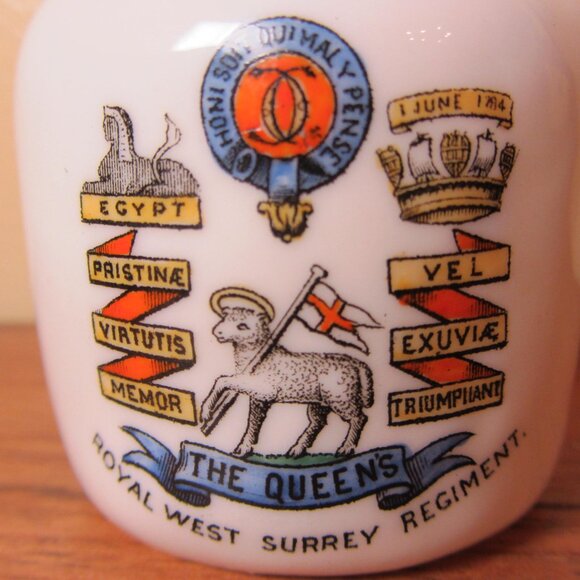 HONI SOIT QUI MAL Y PENSE
1 JUNE 1794
EGYPT
PRISTINÆ
VIRTUTIS
MEMOR
VEL
EXUVIÆ
TRIUMPHANT
THE QUEEN'S
ROYAL WEST SURREY REGIMENT.